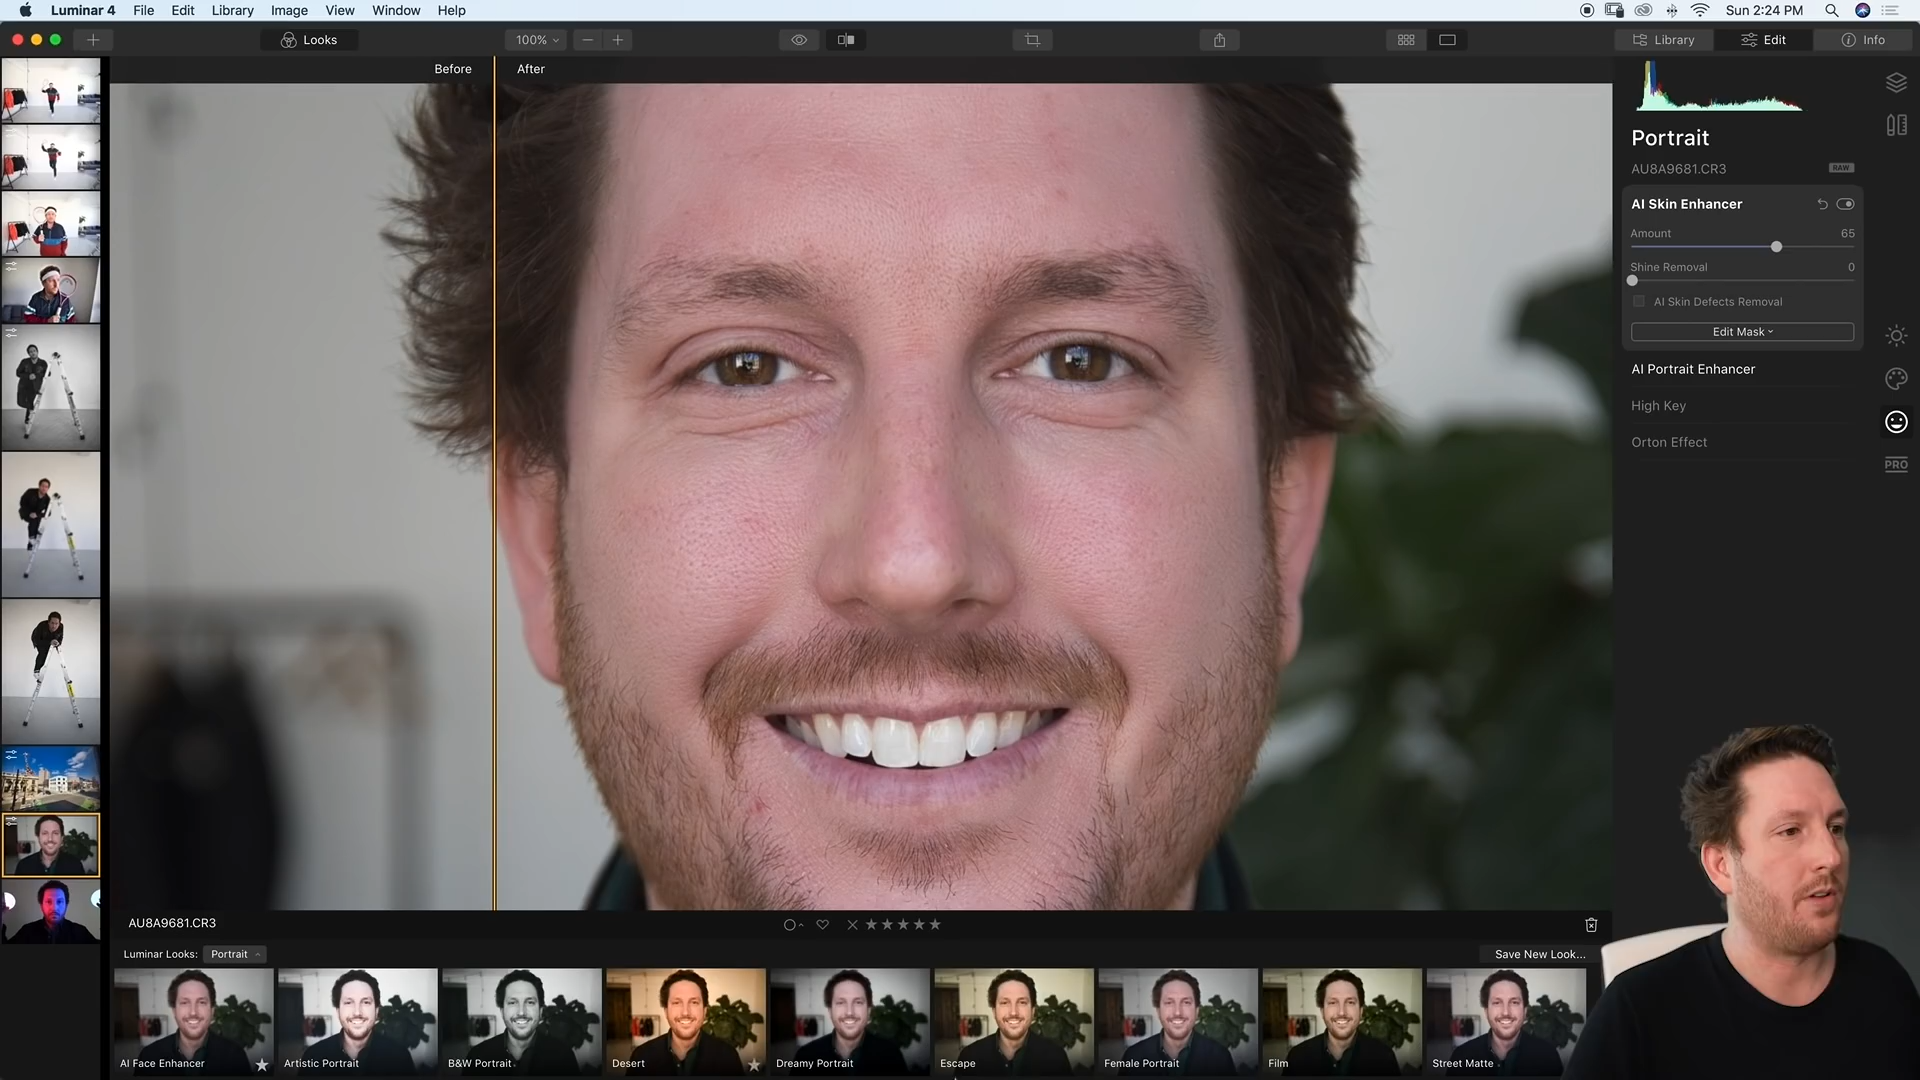 Luminar 4 File Edit Library Image View Window Help Sun 2:24 PM
Looks 100% Library Edit Info
Before After
Portrait
AU8A9681.CR3 RAW
AI Skin Enhancer
Amount 65
Shine Removal 0
AI Skin Defects Removal
Edit Mask
AI Portrait Enhancer
High Key
Orton Effect
PRO
AU8A9681.CR3
Luminar Looks: Portrait Save New Look...
AI Face Enhancer Artistic Portrait B&W Portrait Desert Dreamy Portrait Escape Female Portrait Film Street Matte